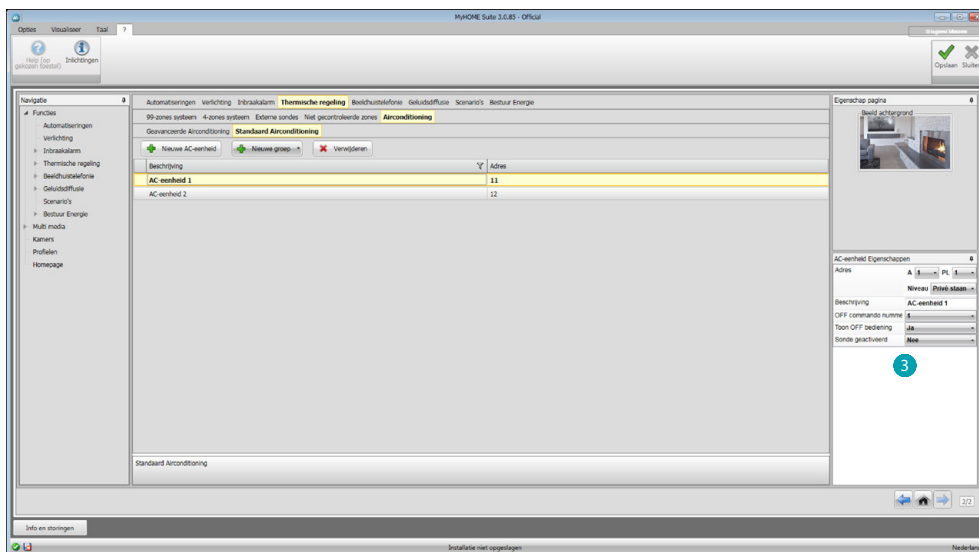 MyHOME Suite 3.0.85 - Official
Opties Visualiseer Taal ?
Help (op gekozen toestel)
Inlichtingen
Opslaan
Navigatie
Functies
Automatiseringen
Verlichting
Inbraakalarm
Thermische regeling
Beeldhuistelefonie
Geluidsdiffusie
Scenario's
Bestuur Energie
Multi media
Kamers
Profielen
Homepage
Automatiseringen Verlichting Inbraakalarm Thermische regeling Beeldhuistelefonie Geluidsdiffusie Scenario's Bestuur Energie
99-zones systeem 4-zones systeem Externe sondes Niet gecontroleerde zones Airconditioning
Geavanceerde Airconditioning Standaard Airconditioning
Nieuwe AC-eenheid Nieuwe groep Verwijderen
Beschrijving Adres
AC-eenheid 1 11
AC-eenheid 2 12
Standaard Airconditioning
Eigenschap pagina
Beeld achtergrond
AC-eenheid Eigenschappen
Adres A 1 PL 1
Niveau Privé staan
Beschrijving AC-eenheid 1
OFF commando numme 1
Toon OFF bediening Ja
Sonde geactiveerd Nee
3
2/2
Info en storingen
Installatie niet opgeslagen